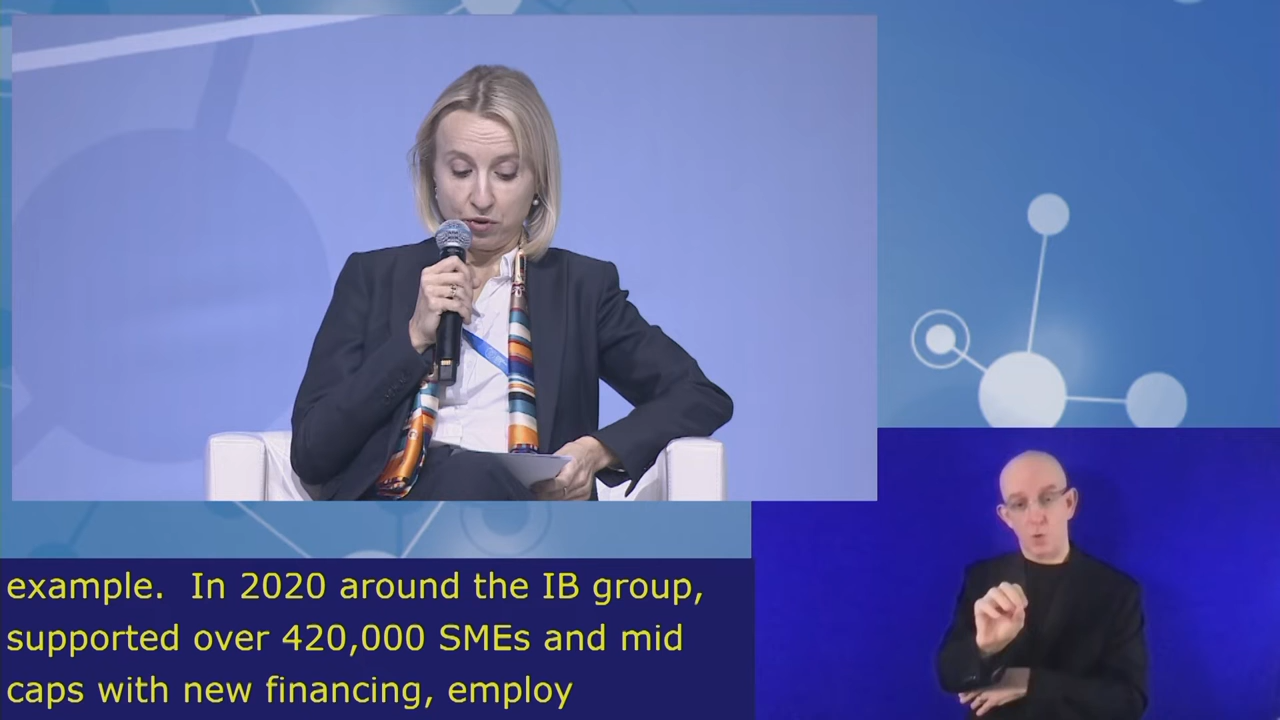 example.  In 2020 around the IB group,
supported over 420,000 SMEs and mid
caps with new financing, employ